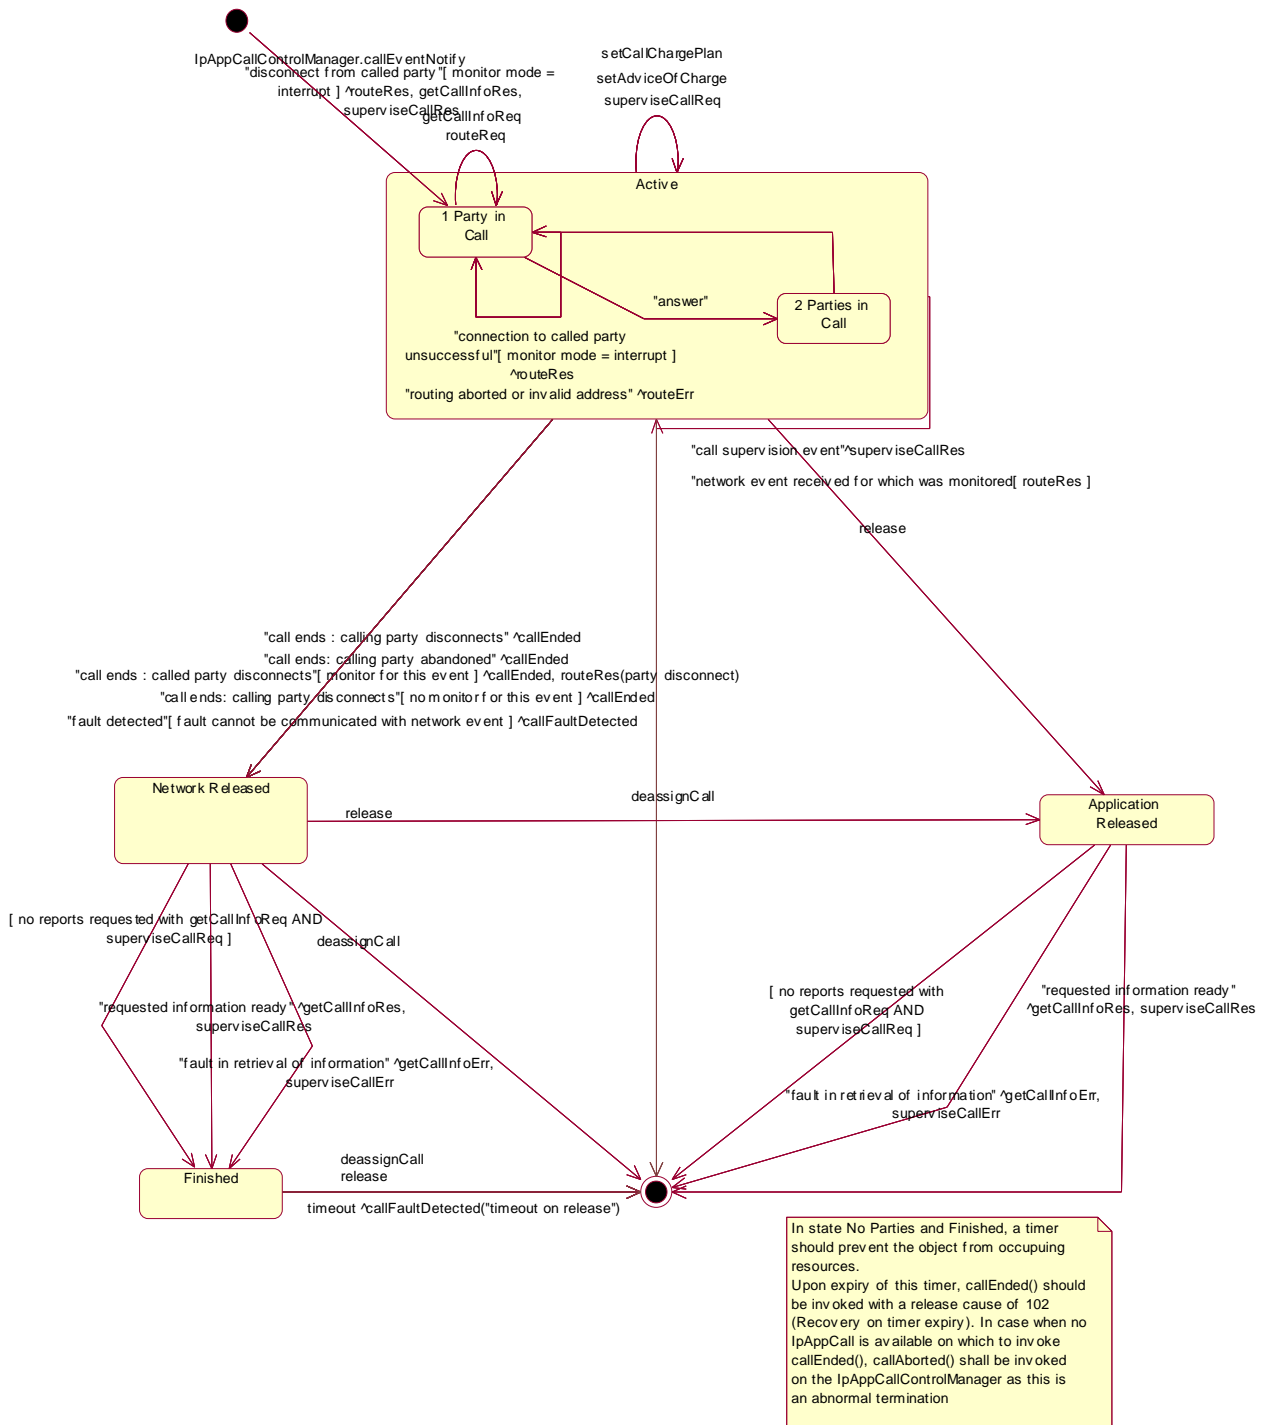 IpAppCallControlManager.callEventNotify
"disconnect from called party"[ monitor mode =
interrupt ] ^routeRes, getCallInfoRes,
superviseCallRes
getCallInfoReq
routeReq
setCallChargePlan
setAdviceOfCharge
superviseCallReq
Active
1 Party in
Call
"answer"
2 Parties in
Call
"connection to called party
unsuccessful"[ monitor mode = interrupt ]
^routeRes
"routing aborted or invalid address" ^routeErr
"call supervision event"^superviseCallRes
"network event received for which was monitored[ routeRes ]
release
"call ends : calling party disconnects" ^callEnded
"call ends: calling party abandoned" ^callEnded
"call ends : called party disconnects"[ monitor for this event ] ^callEnded, routeRes(party disconnect)
"call ends: calling party disconnects"[ no monitor for this event ] ^callEnded
"fault detected"[ fault cannot be communicated with network event ] ^callFaultDetected
Network Released
release
deassignCall
Application
Released
[ no reports requested with getCallInfoReq AND
superviseCallReq ]
deassignCall
"requested information ready" ^getCallInfoRes,
superviseCallRes
"fault in retrieval of information" ^getCallInfoErr,
superviseCallErr
[ no reports requested with
getCallInfoReq AND
superviseCallReq ]
"requested information ready"
^getCallInfoRes, superviseCallRes
"fault in retrieval of information" ^getCallInfoErr,
superviseCallErr
Finished
deassignCall
release
timeout ^callFaultDetected("timeout on release")
In state No Parties and Finished, a timer
should prevent the object from occupuing
resources.
Upon expiry of this timer, callEnded() should
be invoked with a release cause of 102
(Recovery on timer expiry). In case when no
IpAppCall is available on which to invoke
callEnded(), callAborted() shall be invoked
on the IpAppCallControlManager as this is
an abnormal termination